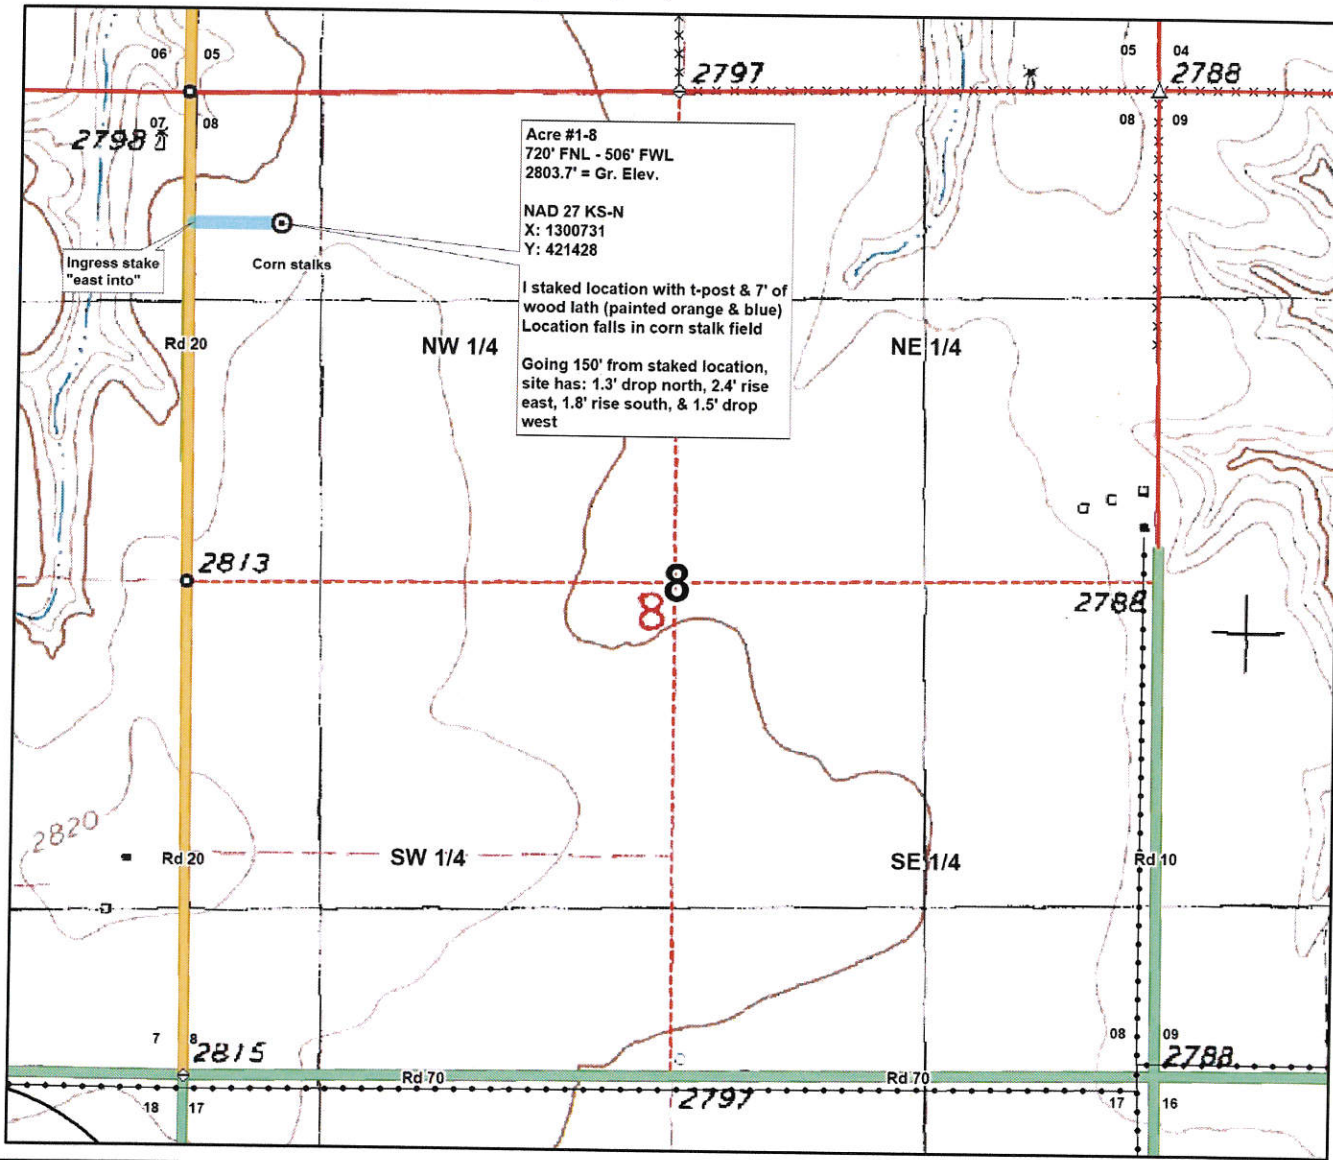 06 05
2797
05 04
2788
07 08
2798
08 09
Acre #1-8
720' FNL - 506' FWL
2803.7' = Gr. Elev.
NAD 27 KS-N
X: 1300731
Y: 421428
I staked location with t-post & 7' of
wood lath (painted orange & blue)
Location falls in corn stalk field
Going 150' from staked location,
site has: 1.3' drop north, 2.4' rise
east, 1.8' rise south, & 1.5' drop
west
Ingress stake
"east into"
Corn stalks
Rd 20
NW 1/4
NE 1/4
2813
8
8
2788
2820
Rd 20
SW 1/4
SE 1/4
Rd 10
7 8
2815
08 09
2788
Rd 70
Rd 70
18 17
2797
17 16